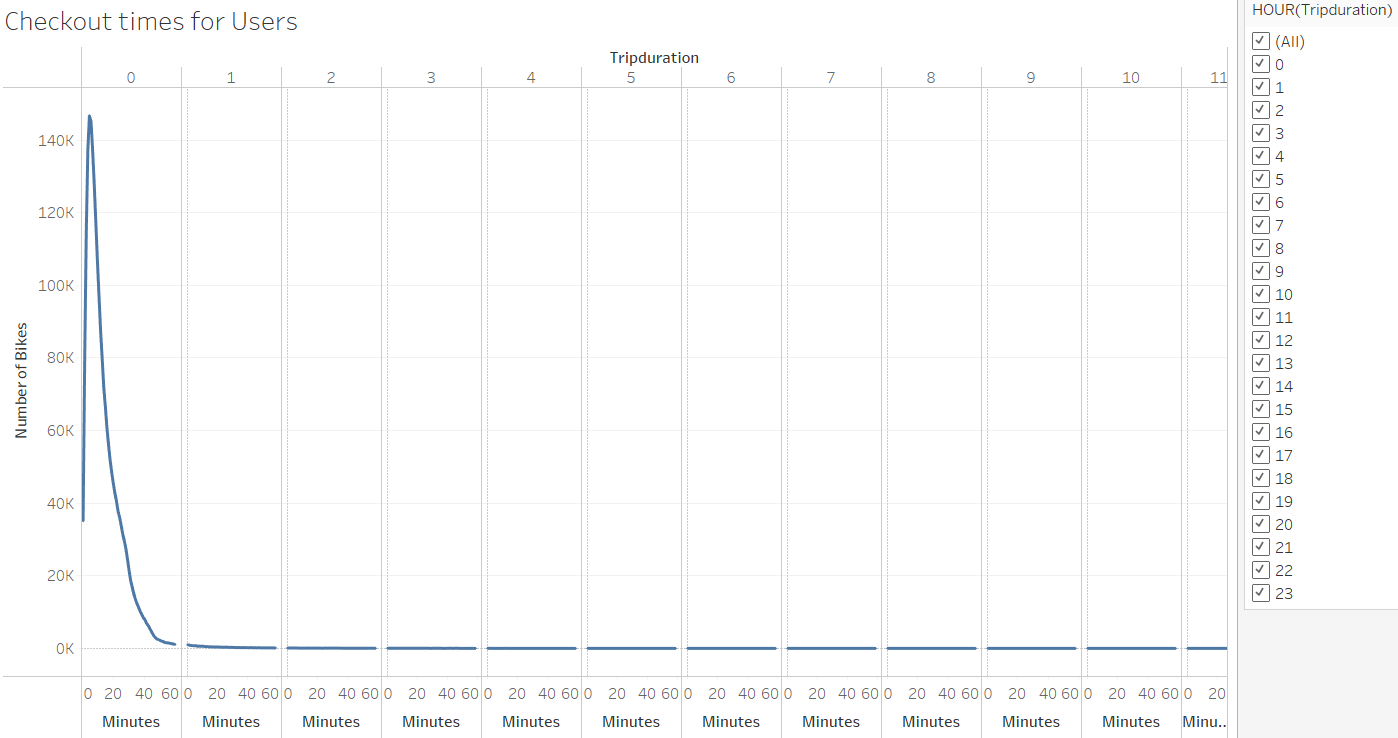 Checkout times for Users
Tripduration
0 1 2 3 4 5 6 7 8 9 10 11
140K
120K
100K
80K
60K
40K
20K
0K
Number of Bikes
0 20 40 60 0 20 40 60 0 20 40 60 0 20 40 60 0 20 40 60 0 20 40 60 0 20 40 60 0 20 40 60 0 20 40 60 0 20 40 60 0 20 40 60 0 20
Minutes Minutes Minutes Minutes Minutes Minutes Minutes Minutes Minutes Minutes Minutes Minu..
HOUR(Tripduration)
(All)
0
1
2
3
4
5
6
7
8
9
10
11
12
13
14
15
16
17
18
19
20
21
22
23